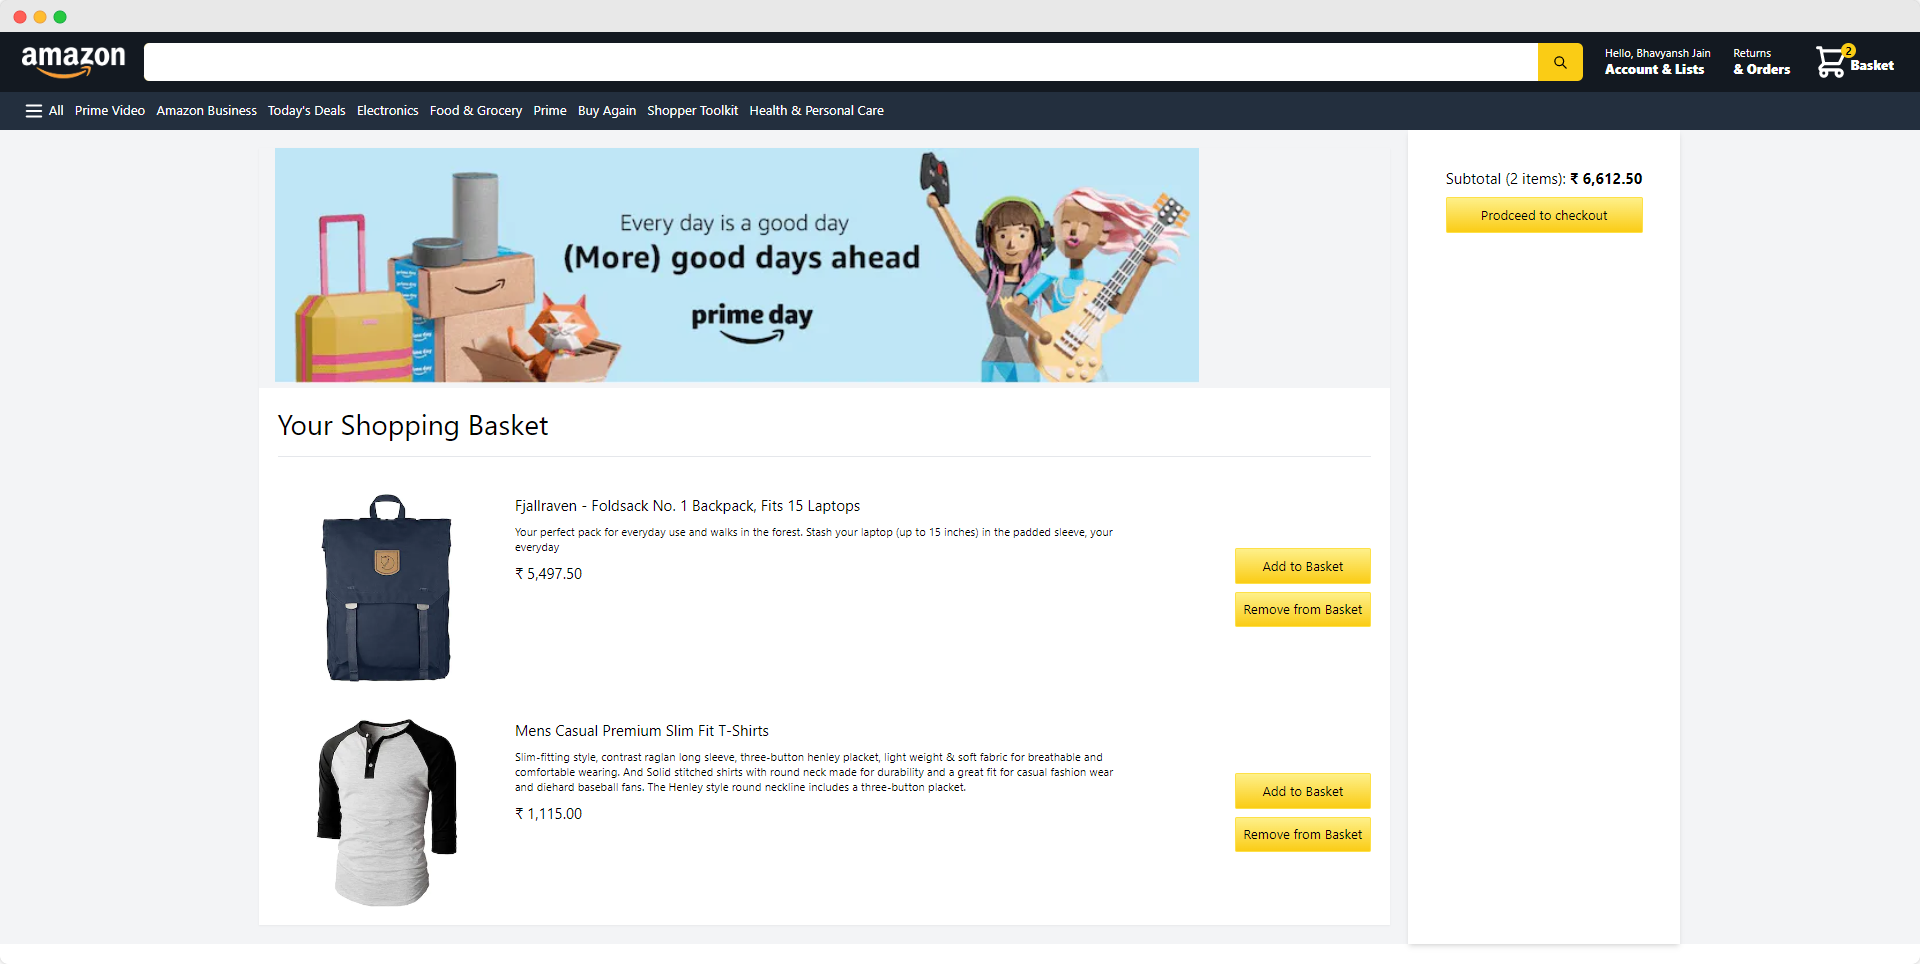 amazon
Hello, Bhavyansh Jain
Account & Lists
Returns
& Orders
2
Basket
All Prime Video Amazon Business Today's Deals Electronics Food & Grocery Prime Buy Again Shopper Toolkit Health & Personal Care
Every day is a good day
(More) good days ahead
prime day
prime day
prime day
prime day
Subtotal (2 items): ₹ 6,612.50
Prodceed to checkout
Your Shopping Basket
Fjallraven - Foldsack No. 1 Backpack, Fits 15 Laptops
Your perfect pack for everyday use and walks in the forest. Stash your laptop (up to 15 inches) in the padded sleeve, your
everyday
₹ 5,497.50
Add to Basket
Remove from Basket
Mens Casual Premium Slim Fit T-Shirts
Slim-fitting style, contrast raglan long sleeve, three-button henley placket, light weight & soft fabric for breathable and
comfortable wearing. And Solid stitched shirts with round neck made for durability and a great fit for casual fashion wear
and diehard baseball fans. The Henley style round neckline includes a three-button placket.
₹ 1,115.00
Add to Basket
Remove from Basket